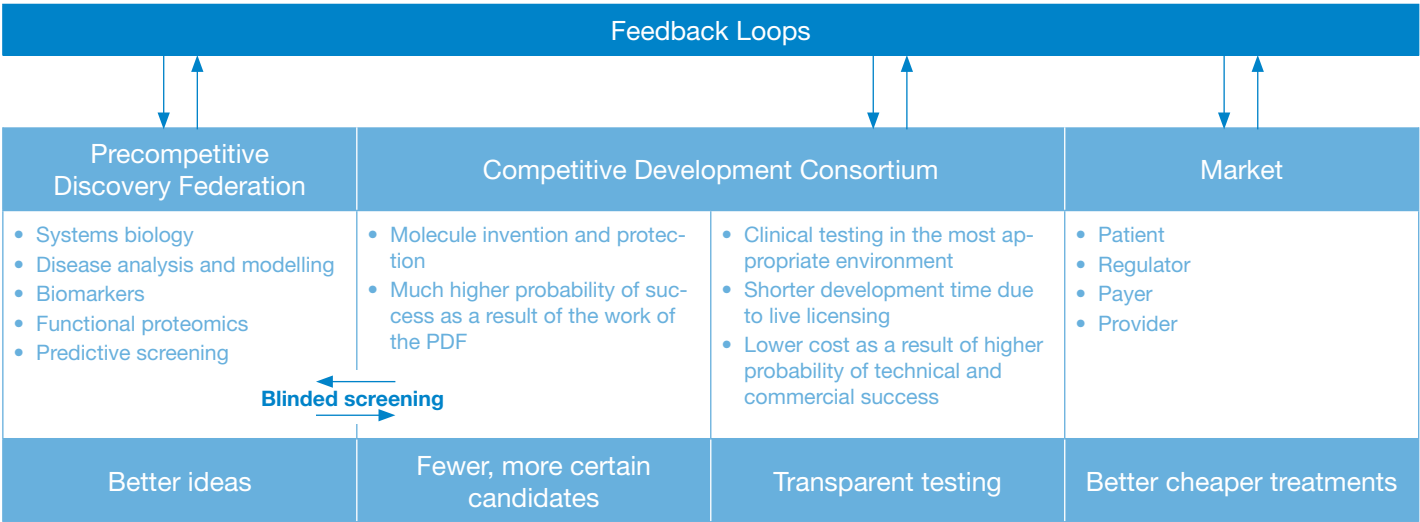 Feedback Loops
Precompetitive
Discovery Federation
Competitive Development Consortium
Market
• Systems biology
• Disease analysis and modelling
• Biomarkers
• Functional proteomics
• Predictive screening
• Molecule invention and protec-
tion
• Much higher probability of suc-
cess as a result of the work of
the PDF
Blinded screening
• Clinical testing in the most ap-
propriate environment
• Shorter development time due
to live licensing
• Lower cost as a result of higher
probability of technical and
commercial success
• Patient
• Regulator
• Payer
• Provider
Better ideas
Fewer, more certain
candidates
Transparent testing
Better cheaper treatments